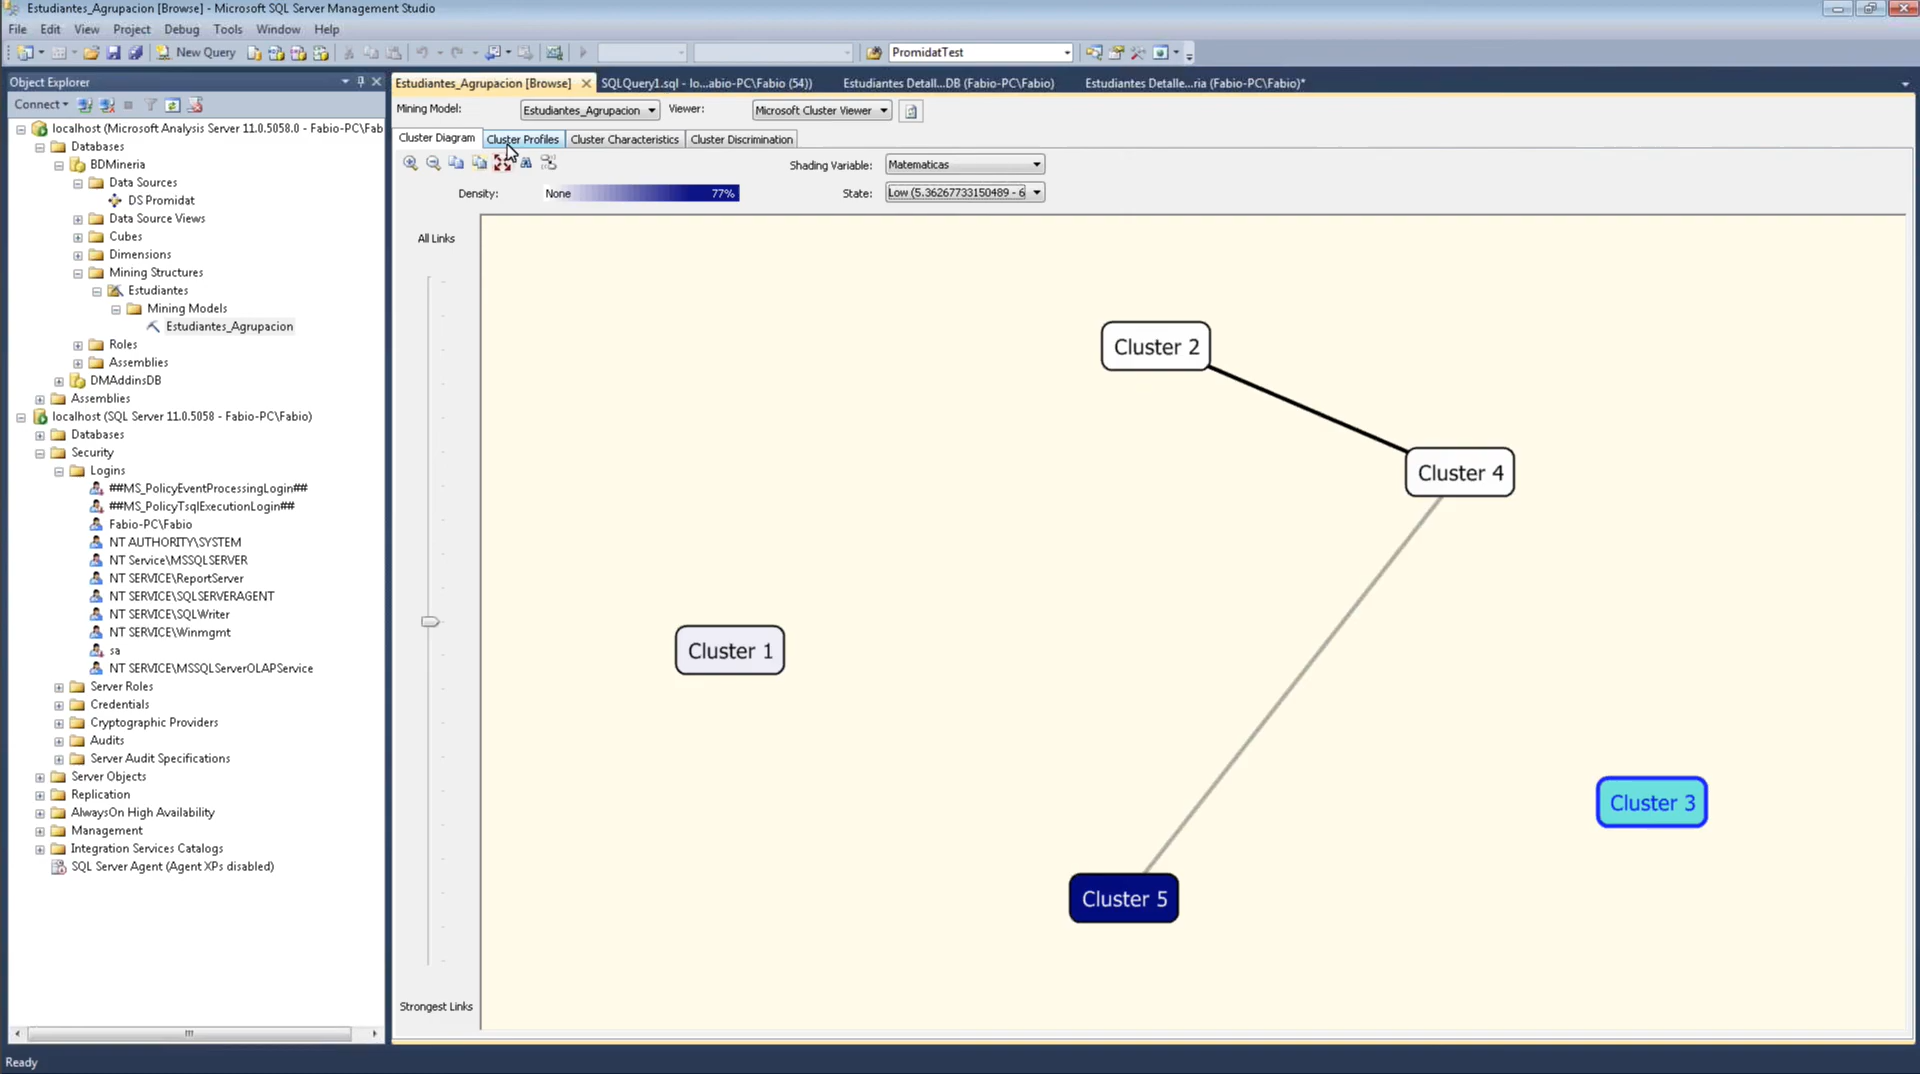 Estudiantes_Agrupacion [Browse] - Microsoft SQL Server Management Studio
File Edit View Project Debug Tools Window Help
New Query PromidatTest
Object Explorer
Connect
localhost (Microsoft Analysis Server 11.0.5058.0 - Fabio-PC\Fab
Databases
BDMineria
Data Sources
DS Promidat
Data Source Views
Cubes
Dimensions
Mining Structures
Estudiantes
Mining Models
Estudiantes_Agrupacion
Roles
Assemblies
DMAddinsDB
Assemblies
localhost (SQL Server 11.0.5058 - Fabio-PC\Fabio)
Databases
Security
Logins
##MS_PolicyEventProcessingLogin##
##MS_PolicyTsqlExecutionLogin##
Fabio-PC\Fabio
NT AUTHORITY\SYSTEM
NT Service\MSSQLSERVER
NT SERVICE\ReportServer
NT SERVICE\SQLSERVERAGENT
NT SERVICE\SQLWriter
NT SERVICE\Winmgmt
sa
NT SERVICE\MSSQLServerOLAPService
Server Roles
Credentials
Cryptographic Providers
Audits
Server Audit Specifications
Server Objects
Replication
AlwaysOn High Availability
Management
Integration Services Catalogs
SQL Server Agent (Agent XPs disabled)
Estudiantes_Agrupacion [Browse] SQLQuery1.sql - lo...abio-PC\Fabio (54)) Estudiantes Detall...DB (Fabio-PC\Fabio) Estudiantes Detalle...ria (Fabio-PC\Fabio)*
Mining Model: Estudiantes_Agrupacion Viewer: Microsoft Cluster Viewer
Cluster Diagram Cluster Profiles Cluster Characteristics Cluster Discrimination
Shading Variable: Matematicas
Density: None 77% State: Low (5.36267733150489 - 6
All Links
Cluster 2
Cluster 4
Cluster 1
Cluster 3
Cluster 5
Strongest Links
Ready